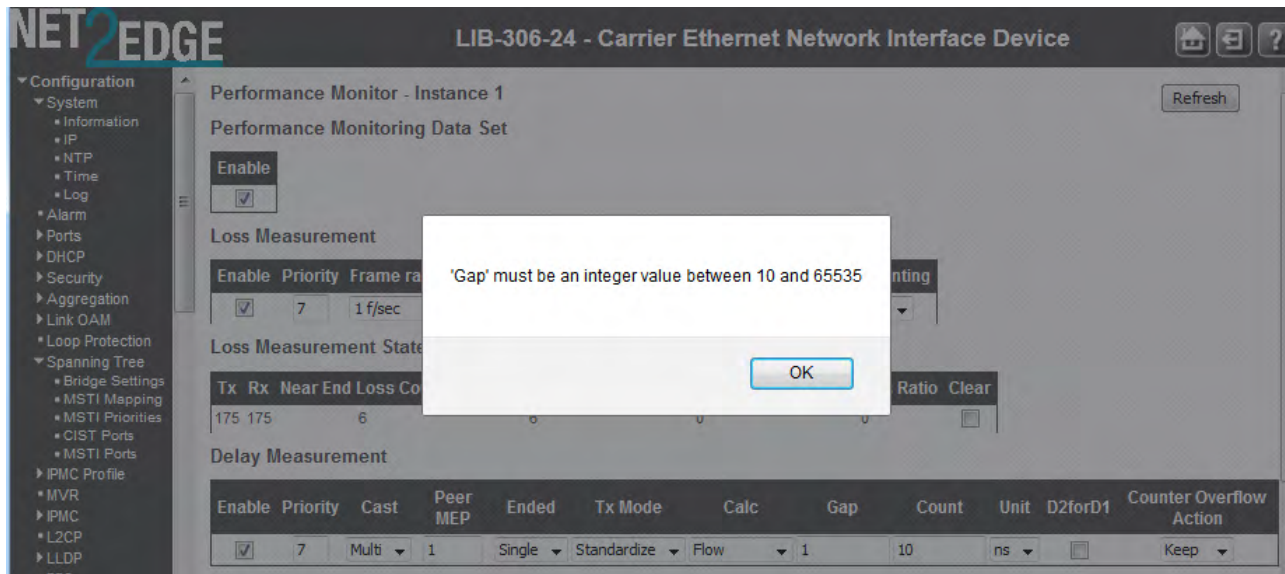 NET2EDGE
LIB-306-24 - Carrier Ethernet Network Interface Device
?
Configuration
System
Information
IP
NTP
Time
Log
Alarm
Ports
DHCP
Security
Aggregation
Link OAM
Loop Protection
Spanning Tree
Bridge Settings
MSTI Mapping
MSTI Priorities
CIST Ports
MSTI Ports
IPMC Profile
MVR
IPMC
L2CP
LLDP
Performance Monitor - Instance 1
Refresh
Performance Monitoring Data Set
Enable
Loss Measurement
Enable Priority Frame
7 1 f/sec
'Gap' must be an integer value between 10 and 65535
OK
Loss Measurement
Tx Rx Near End Loss Ratio Clear
175 175 6 6 0 0
Delay Measurement
Enable Priority Cast Peer MEP Ended Tx Mode Calc Gap Count Unit D2forD1 Counter Overflow Action
7 Multi 1 Single Standardize Flow 1 10 ns Keep